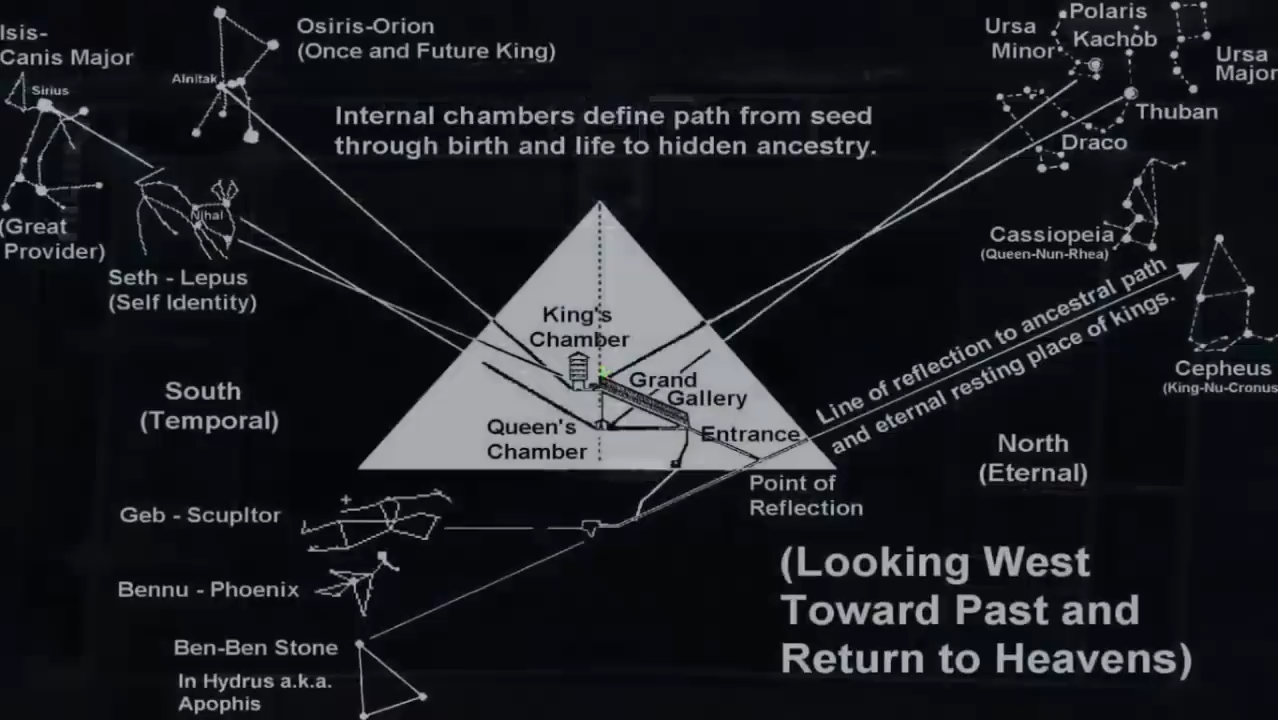 Isis-
Canis Major
Sirius
(Great
Provider)
Osiris-Orion
(Once and Future King)
Alnitak
Internal chambers define path from seed
through birth and life to hidden ancestry.
Ursa
Minor
Polaris
Kachob
Ursa
Major
Thuban
Draco
Nihal
Seth - Lepus
(Self Identity)
Cassiopeia
(Queen-Nun-Rhea)
Cepheus
(King-Nu-Cronus
King's
Chamber
Grand
Gallery
Queen's
Chamber
Entrance
Line of reflection to ancestral path
and eternal resting place of kings.
South
(Temporal)
North
(Eternal)
Point of
Reflection
Geb - Scupltor
Bennu - Phoenix
Ben-Ben Stone
In Hydrus a.k.a.
Apophis
(Looking West
Toward Past and
Return to Heavens)